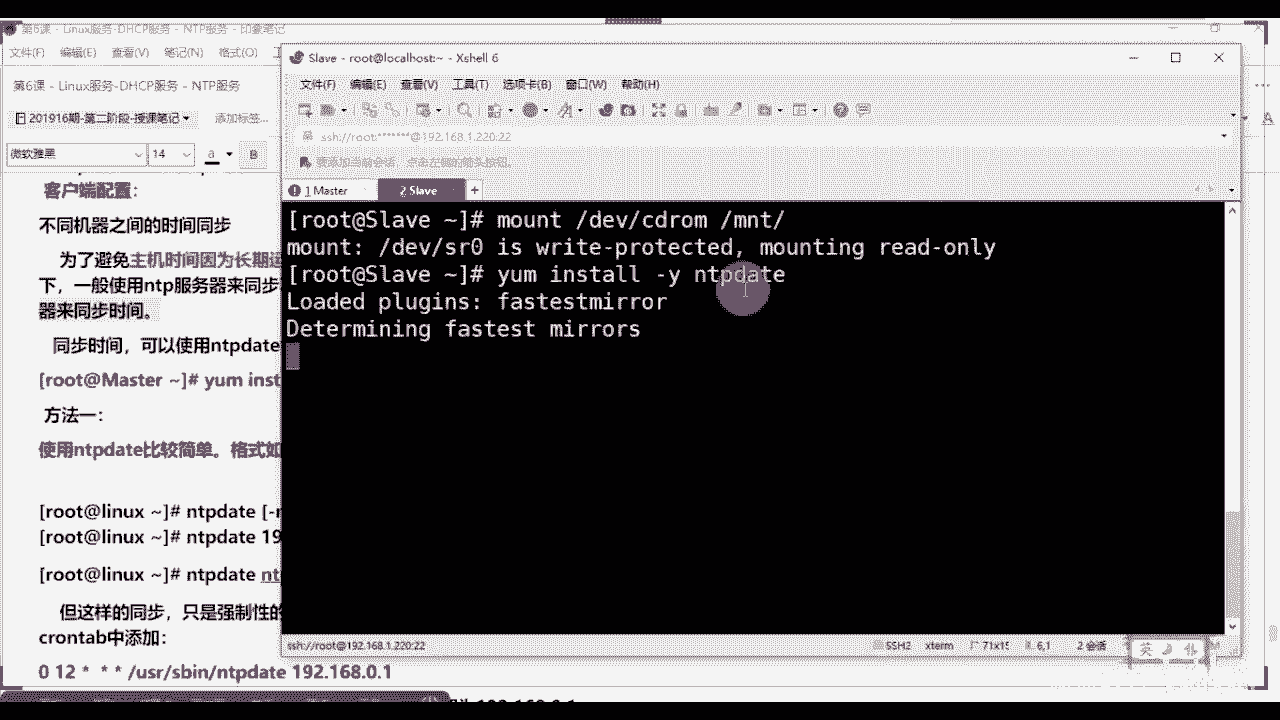 第6课 - Linux服务-DHCP服务 - NTP服务 - 印象笔记
文件(F) 编辑(E) 查看(V) 笔记(N) 格式(O)
第6课 - Linux服务-DHCP服务 - NTP服务
201916期-第二阶段-授课笔记 添加标签...
微软雅黑 14 a B
客户端配置：
不同机器之间的时间同步
为了避免主机时间因为长期运
下，一般使用ntp服务器来同步
器来同步时间。
同步时间，可以使用ntpdate
[root@Master ~]# yum inst
方法一：
使用ntpdate比较简单。格式如
[root@linux ~]# ntpdate [-n
[root@linux ~]# ntpdate 19
[root@linux ~]# ntpdate nt
但这样的同步，只是强制性的
crontab中添加：
0 12 * * * /usr/sbin/ntpdate 192.168.0.1
Slave - root@localhost:~ - Xshell 6
文件(F) 编辑(E) 查看(V) 工具(T) 选项卡(B) 窗口(W) 帮助(H)
ssh://root:*******@192.168.1.220:22
要添加当前会话，点击左侧的箭头按钮。
1 Master 2 Slave +
[root@Slave ~]# mount /dev/cdrom /mnt/
mount: /dev/sr0 is write-protected, mounting read-only
[root@Slave ~]# yum install -y ntpdate
Loaded plugins: fastestmirror
Determining fastest mirrors
ssh://root@192.168.1.220:22 SSH2 xterm 71x15 6,1 2 会话
英